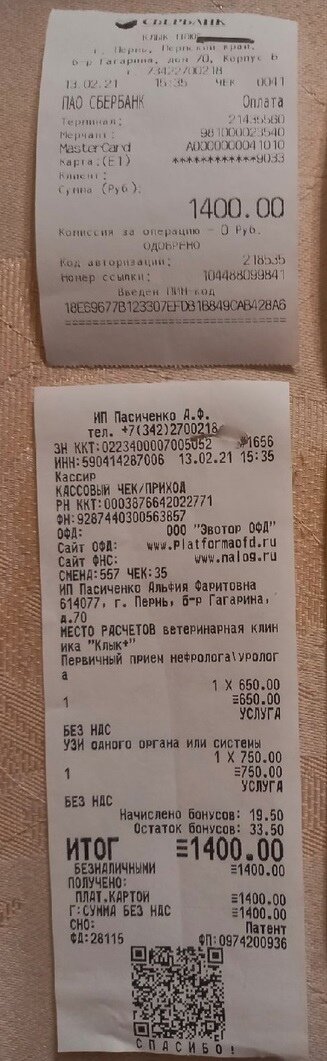 СБЕРБАНК
КЛЫК ПЛЮС
г. Пермь, Пермский край,
б-р Гагарина, дом 70, Корпус Б
т. 73422700218
13.02.21 15:35 ЧЕК 0041
ПАО СБЕРБАНК Оплата
Терминал: 21435560
Мерчант: 981000023540
MasterCard A0000000041010
Карта:(E1) ************9033
Клиент:
Сумма (Руб):
1400.00
Комиссия за операцию - 0 Руб.
ОДОБРЕНО
Код авторизации: 218535
Номер ссылки: 104488099841
Введен ПИН-код
18E69677B123307EFD81B849CAB428A6
================================
ИП Пасиченко А.Ф.
тел. +7(342)2700218
ЗН ККТ:0223400007005052 #1656
ИНН:590414287006 13.02.21 15:35
Кассир
КАССОВЫЙ ЧЕК/ПРИХОД
РН ККТ:0003876642022771
ФН:9287440300563857
ОФД: ООО "Эвотор ОФД"
Сайт ОФД: www.platformaofd.ru
Сайт ФНС: www.nalog.ru
СМЕНА:557 ЧЕК:35
ИП Пасиченко Альфия Фаритовна
614077, г. Пермь, б-р Гагарина,
д.70
МЕСТО РАСЧЕТОВ ветеринарная клин
ика "Клык+"
Первичный прием нефролога\уролог
а
1 X 650.00
1 ≡650.00
УСЛУГА
БЕЗ НДС
УЗИ одного органа или системы
1 X 750.00
1 ≡750.00
УСЛУГА
БЕЗ НДС
Начислено бонусов: 19.50
Остаток бонусов: 33.50
ИТОГ ≡1400.00
БЕЗНАЛИЧНЫМИ ≡1400.00
ПОЛУЧЕНО:
ПЛАТ.КАРТОЙ ≡1400.00
Г:СУММА БЕЗ НДС ≡1400.00
СНО: Патент
ФД:28115 ФП:0974200936
СПАСИБО!